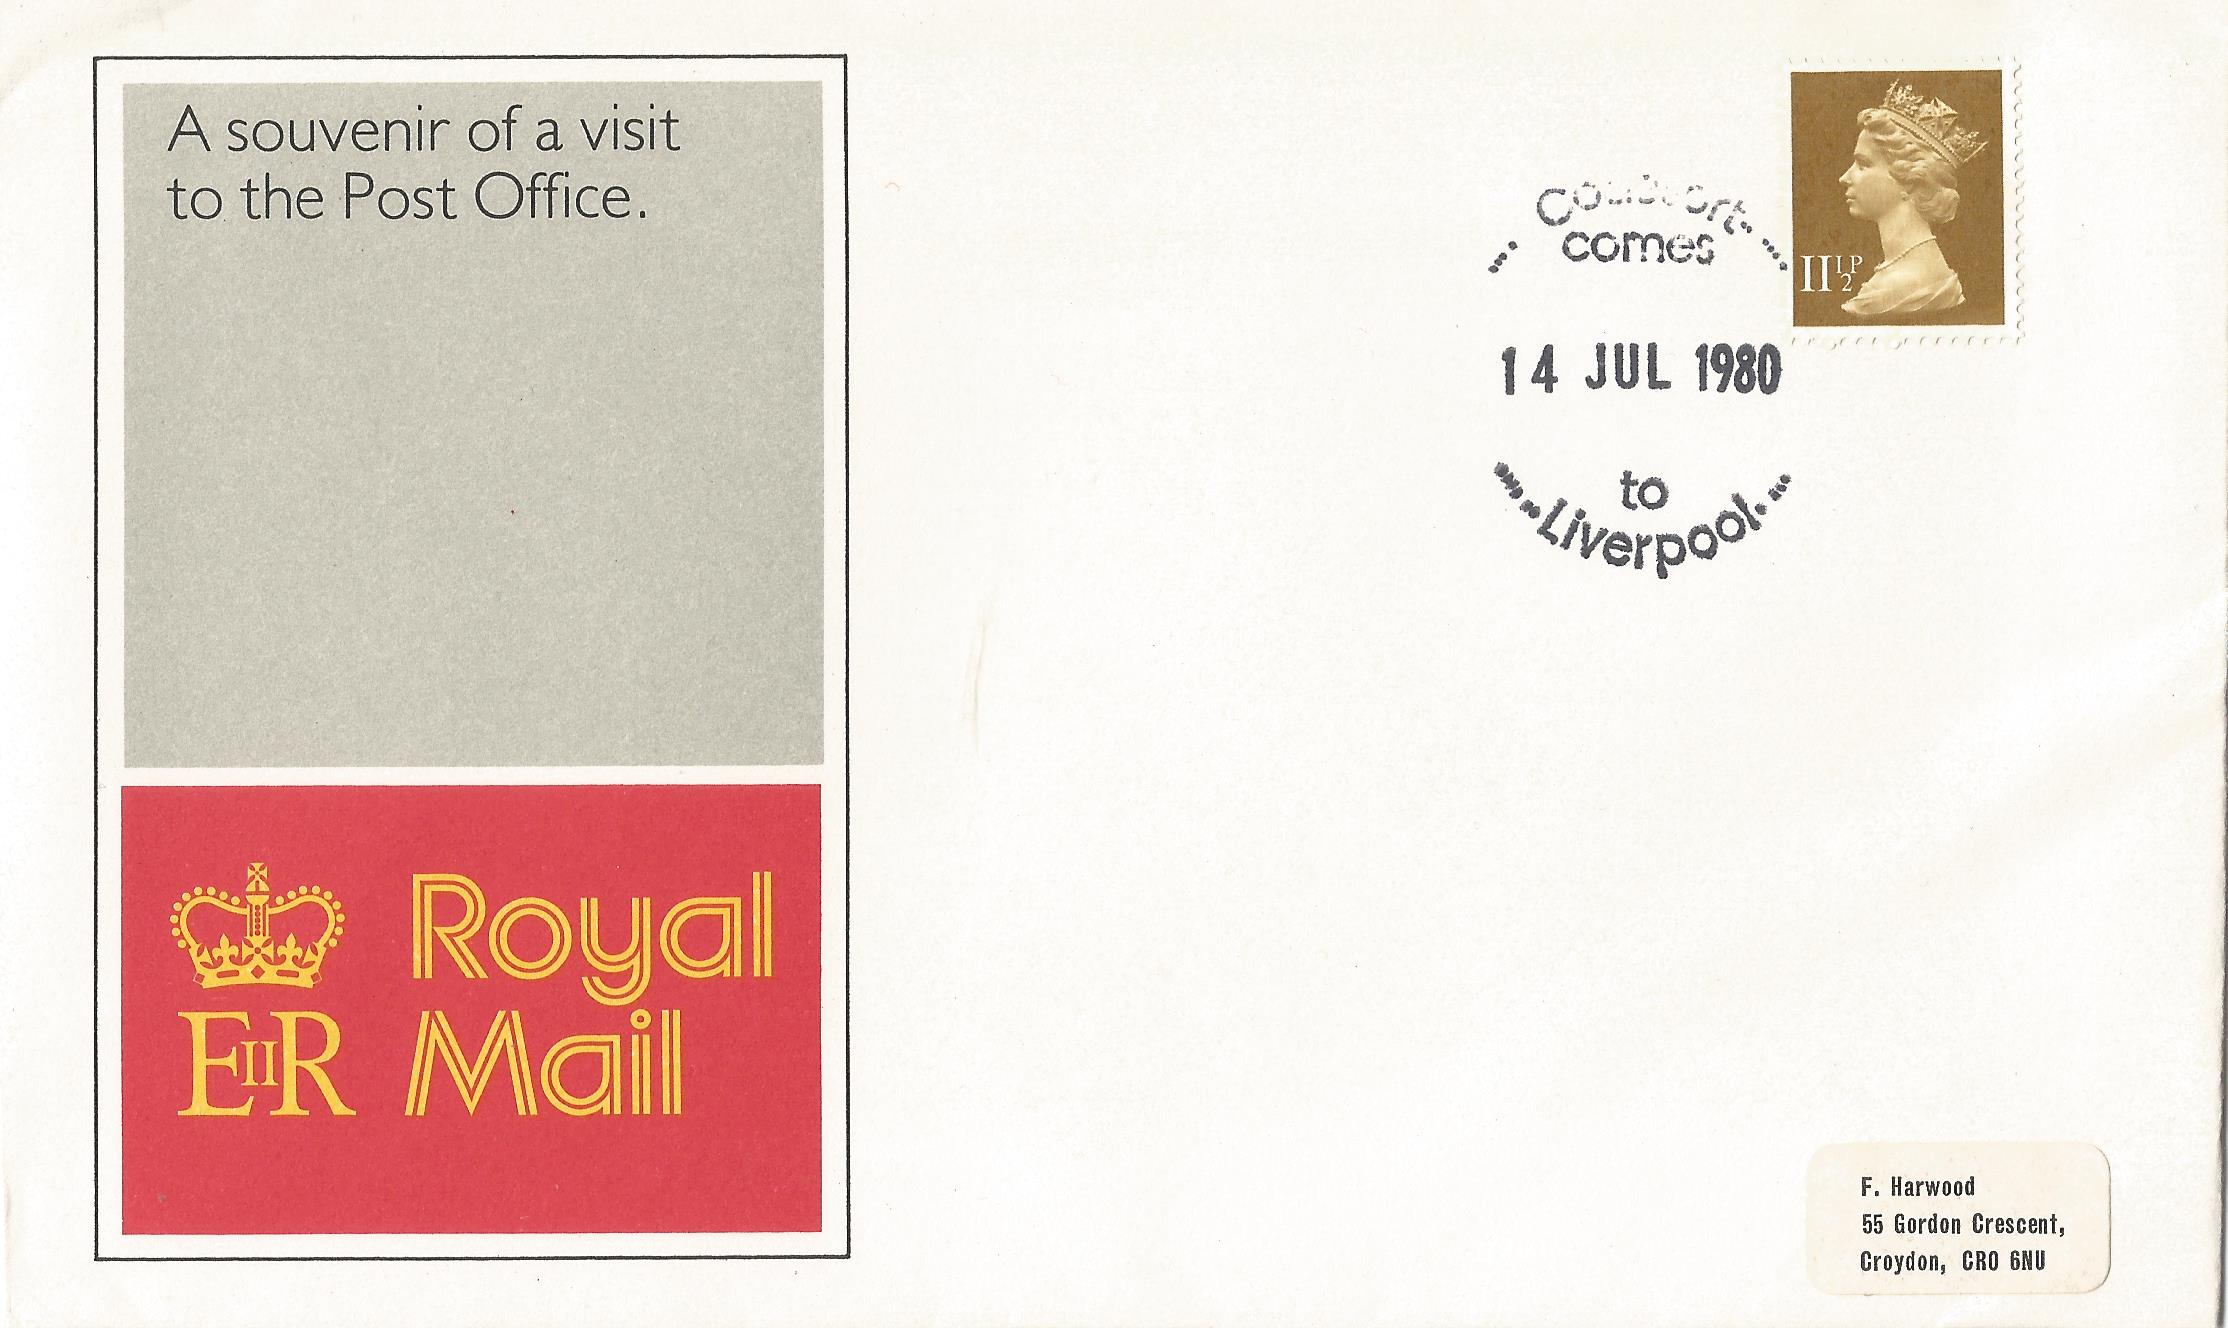 A souvenir of a visit
to the Post Office.
Royal
Mail
EIIR
comes
14 JUL 1980
to
Liverpool
11½P
F. Harwood
55 Gordon Crescent,
Croydon, CR0 6NU